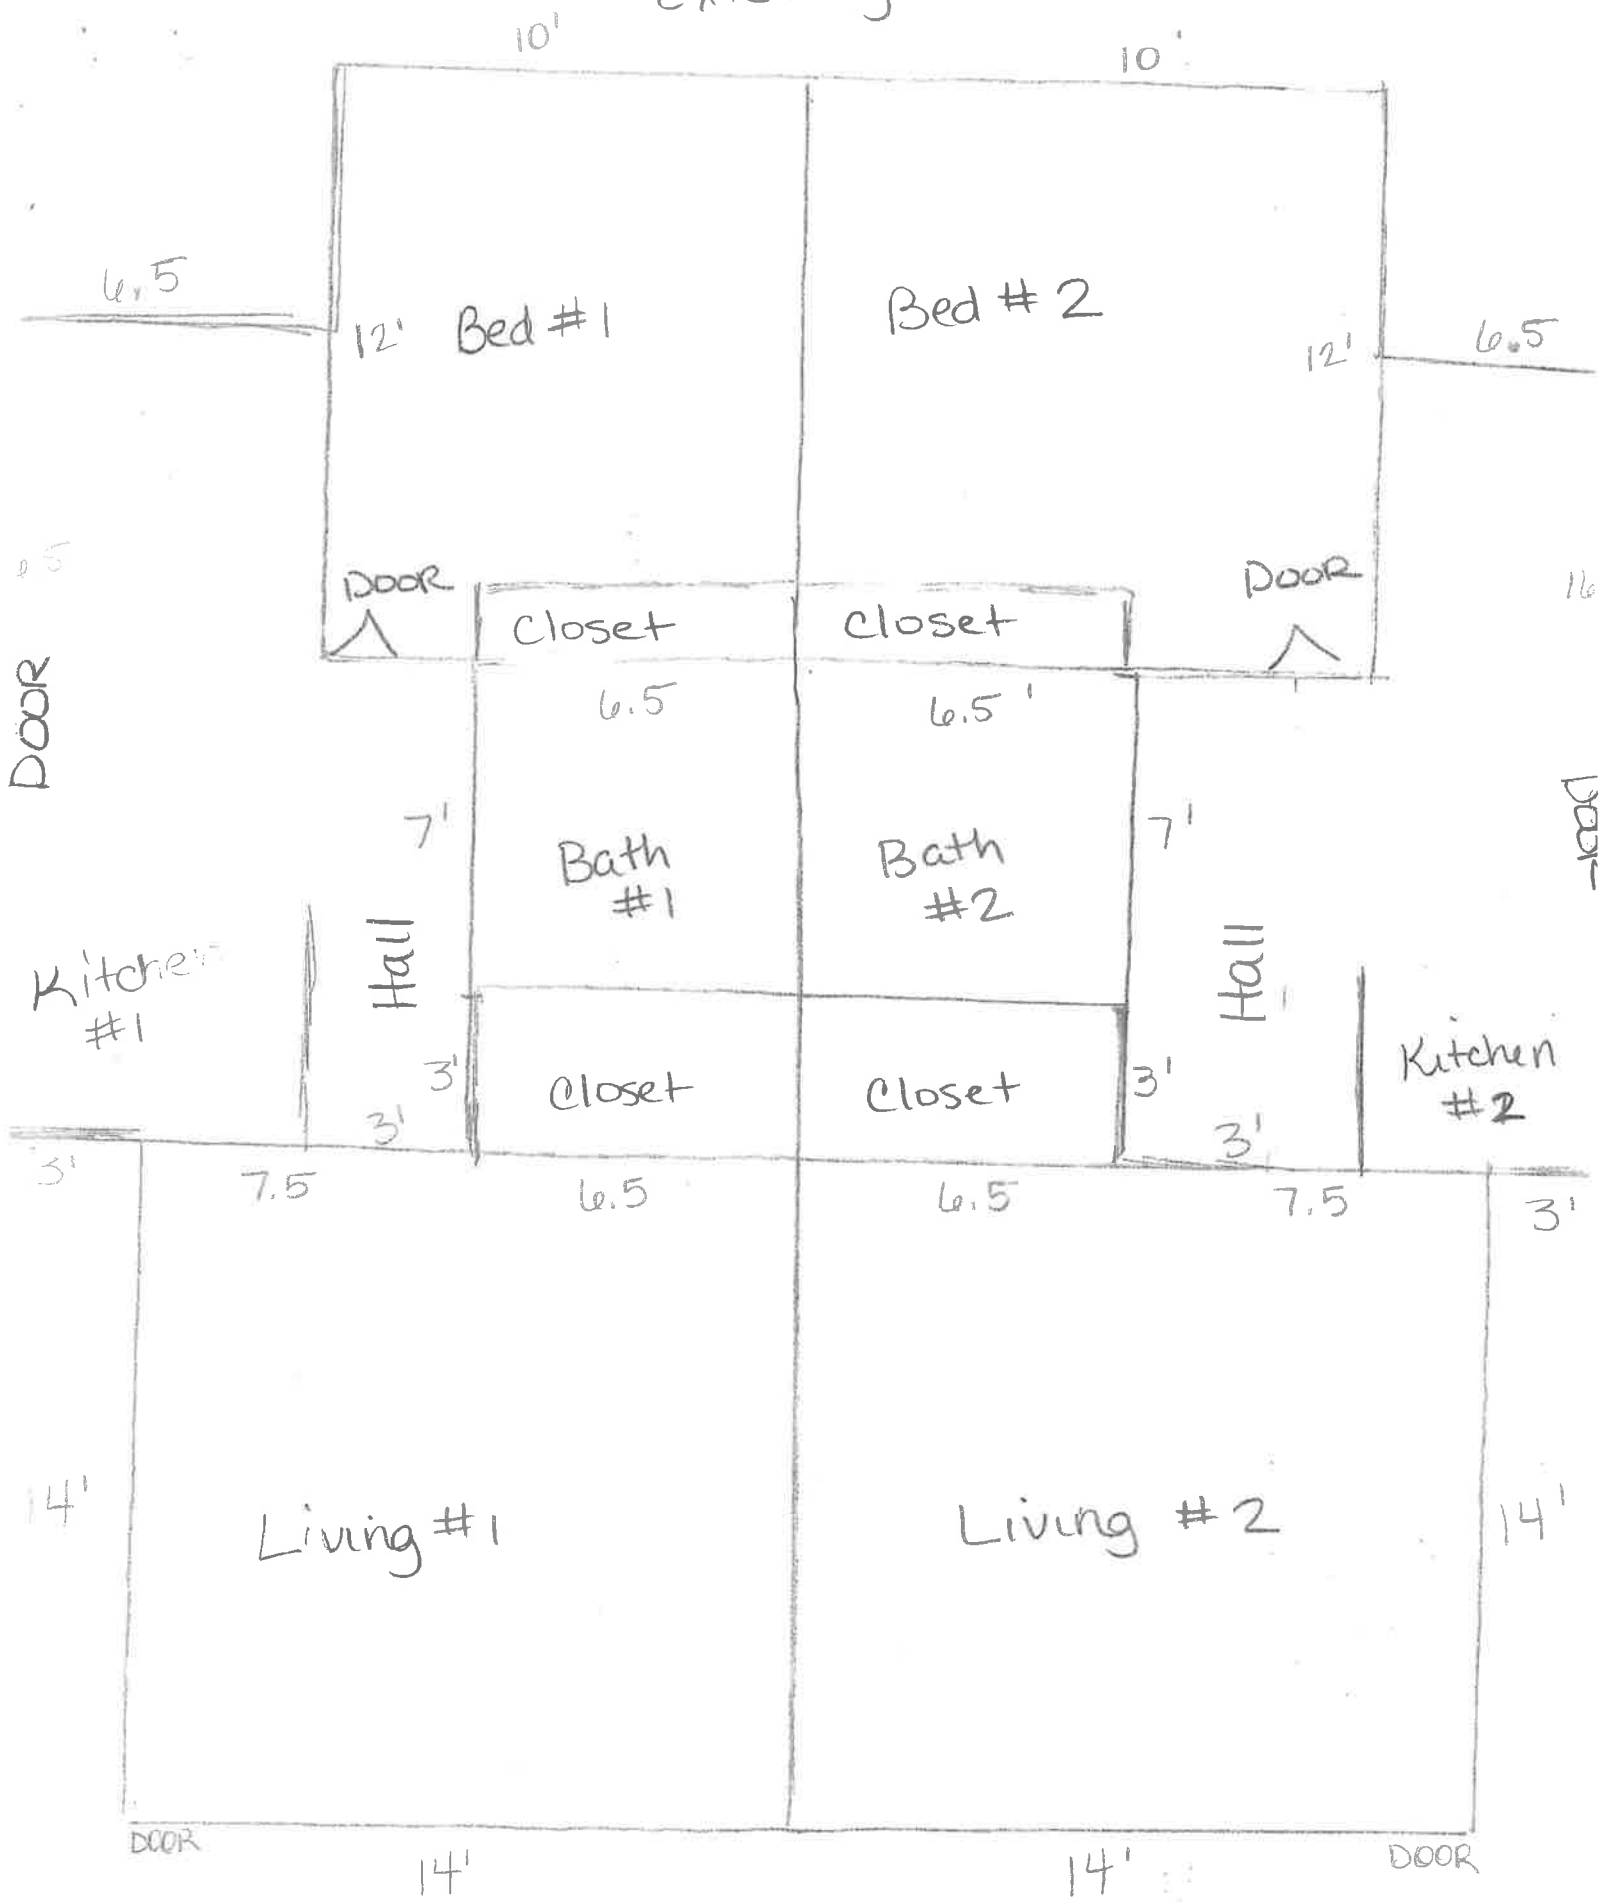 10'
10'
6.5
12'
Bed #1
Bed # 2
12'
6.5
DOOR
Closet
Closet
DOOR
16
DOOR
6.5
6.5'
7'
Bath
#1
Bath
#2
7'
DOOR
Kitchen
#1
Hall
Hall
Kitchen
#2
3'
Closet
Closet
3'
3'
3'
3'
7.5
6.5
6.5
7.5
3'
14'
Living #1
Living #2
14'
DOOR
14'
14'
DOOR